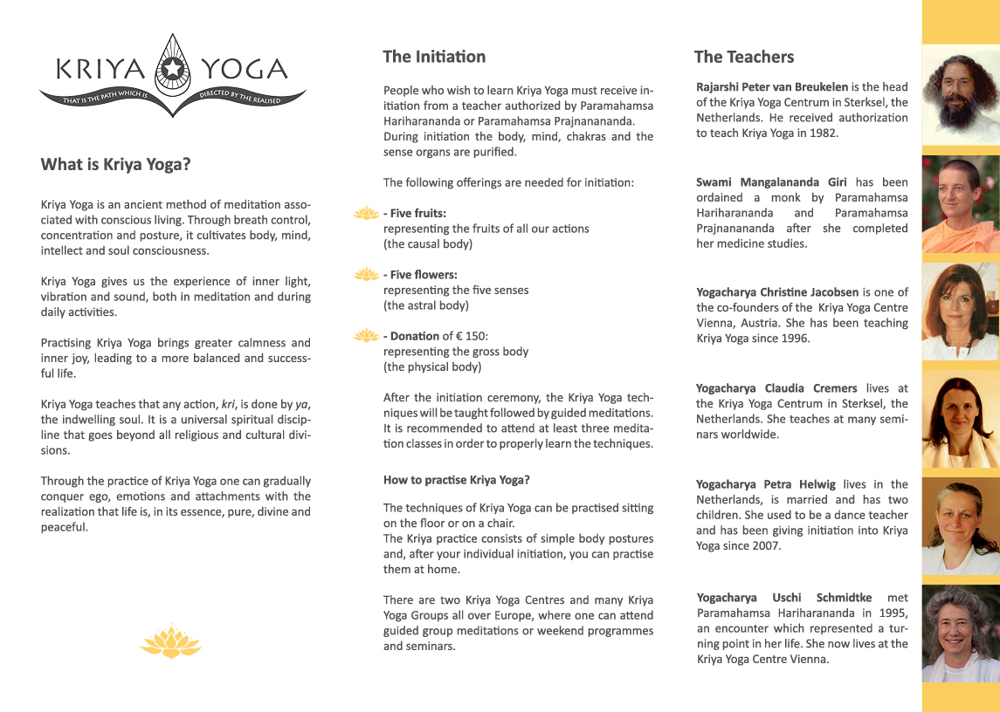 KRIYA YOGA
THAT IS THE PATH WHICH IS DIRECTED BY THE REALISED
What is Kriya Yoga?
Kriya Yoga is an ancient method of meditation asso-
ciated with conscious living. Through breath control,
concentration and posture, it cultivates body, mind,
intellect and soul consciousness.
Kriya Yoga gives us the experience of inner light,
vibration and sound, both in meditation and during
daily activities.
Practising Kriya Yoga brings greater calmness and
inner joy, leading to a more balanced and success-
ful life.
Kriya Yoga teaches that any action, kri, is done by ya,
the indwelling soul. It is a universal spiritual discip-
line that goes beyond all religious and cultural divi-
sions.
Through the practice of Kriya Yoga one can gradually
conquer ego, emotions and attachments with the
realization that life is, in its essence, pure, divine and
peaceful.
The Initiation
People who wish to learn Kriya Yoga must receive in-
itiation from a teacher authorized by Paramahamsa
Hariharananda or Paramahamsa Prajnanananda.
During initiation the body, mind, chakras and the
sense organs are purified.
The following offerings are needed for initiation:
- Five fruits:
representing the fruits of all our actions
(the causal body)
- Five flowers:
representing the five senses
(the astral body)
- Donation of € 150:
representing the gross body
(the physical body)
After the initiation ceremony, the Kriya Yoga tech-
niques will be taught followed by guided meditations.
It is recommended to attend at least three medita-
tion classes in order to properly learn the techniques.
How to practise Kriya Yoga?
The techniques of Kriya Yoga can be practised sitting
on the floor or on a chair.
The Kriya practice consists of simple body postures
and, after your individual initiation, you can practise
them at home.
There are two Kriya Yoga Centres and many Kriya
Yoga Groups all over Europe, where one can attend
guided group meditations or weekend programmes
and seminars.
The Teachers
Rajarshi Peter van Breukelen is the head
of the Kriya Yoga Centrum in Sterksel, the
Netherlands. He received authorization
to teach Kriya Yoga in 1982.
Swami Mangalananda Giri has been
ordained a monk by Paramahamsa
Hariharananda and Paramahamsa
Prajnanananda after she completed
her medicine studies.
Yogacharya Christine Jacobsen is one of
the co-founders of the Kriya Yoga Centre
Vienna, Austria. She has been teaching
Kriya Yoga since 1996.
Yogacharya Claudia Cremers lives at
the Kriya Yoga Centrum in Sterksel, the
Netherlands. She teaches at many semi-
nars worldwide.
Yogacharya Petra Helwig lives in the
Netherlands, is married and has two
children. She used to be a dance teacher
and has been giving initiation into Kriya
Yoga since 2007.
Yogacharya Uschi Schmidtke met
Paramahamsa Hariharananda in 1995,
an encounter which represented a tur-
ning point in her life. She now lives at the
Kriya Yoga Centre Vienna.